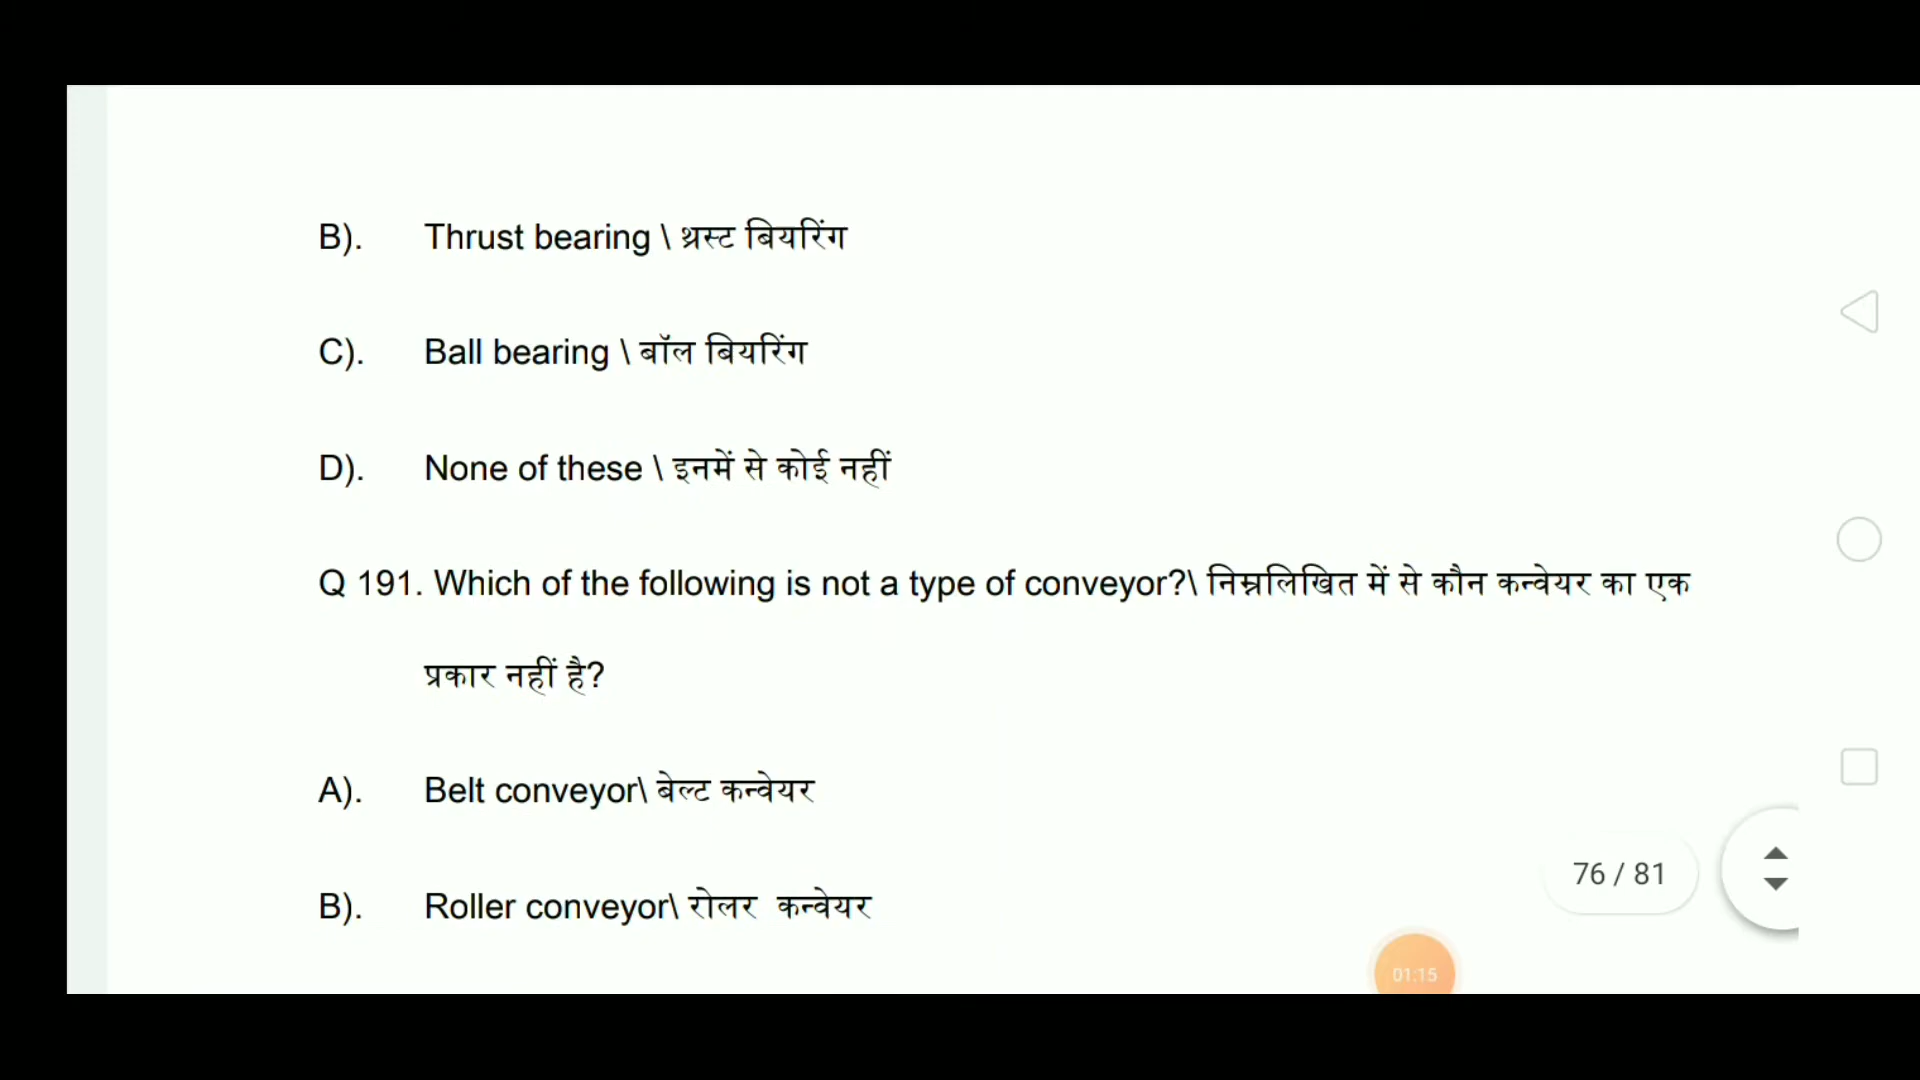 B). Thrust bearing \ थ्रस्ट बियरिंग
C). Ball bearing \ बॉल बियरिंग
D). None of these \ इनमें से कोई नहीं
Q 191. Which of the following is not a type of conveyor?\ निम्नलिखित में से कौन कन्वेयर का एक
प्रकार नहीं है?
A). Belt conveyor\ बेल्ट कन्वेयर
B). Roller conveyor\ रोलर कन्वेयर
76 / 81
01:15